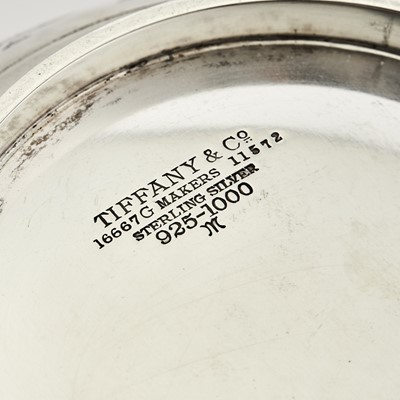 TIFFANY & Co
16667G MAKERS 11572
STERLING SILVER
925-1000
M